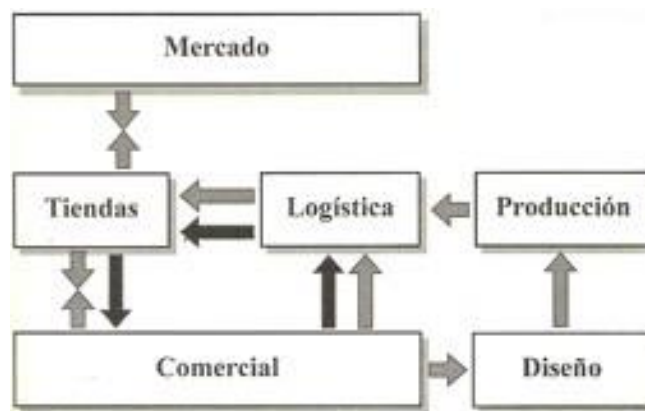 Mercado
Tiendas
Logística
Producción
Comercial
Diseño